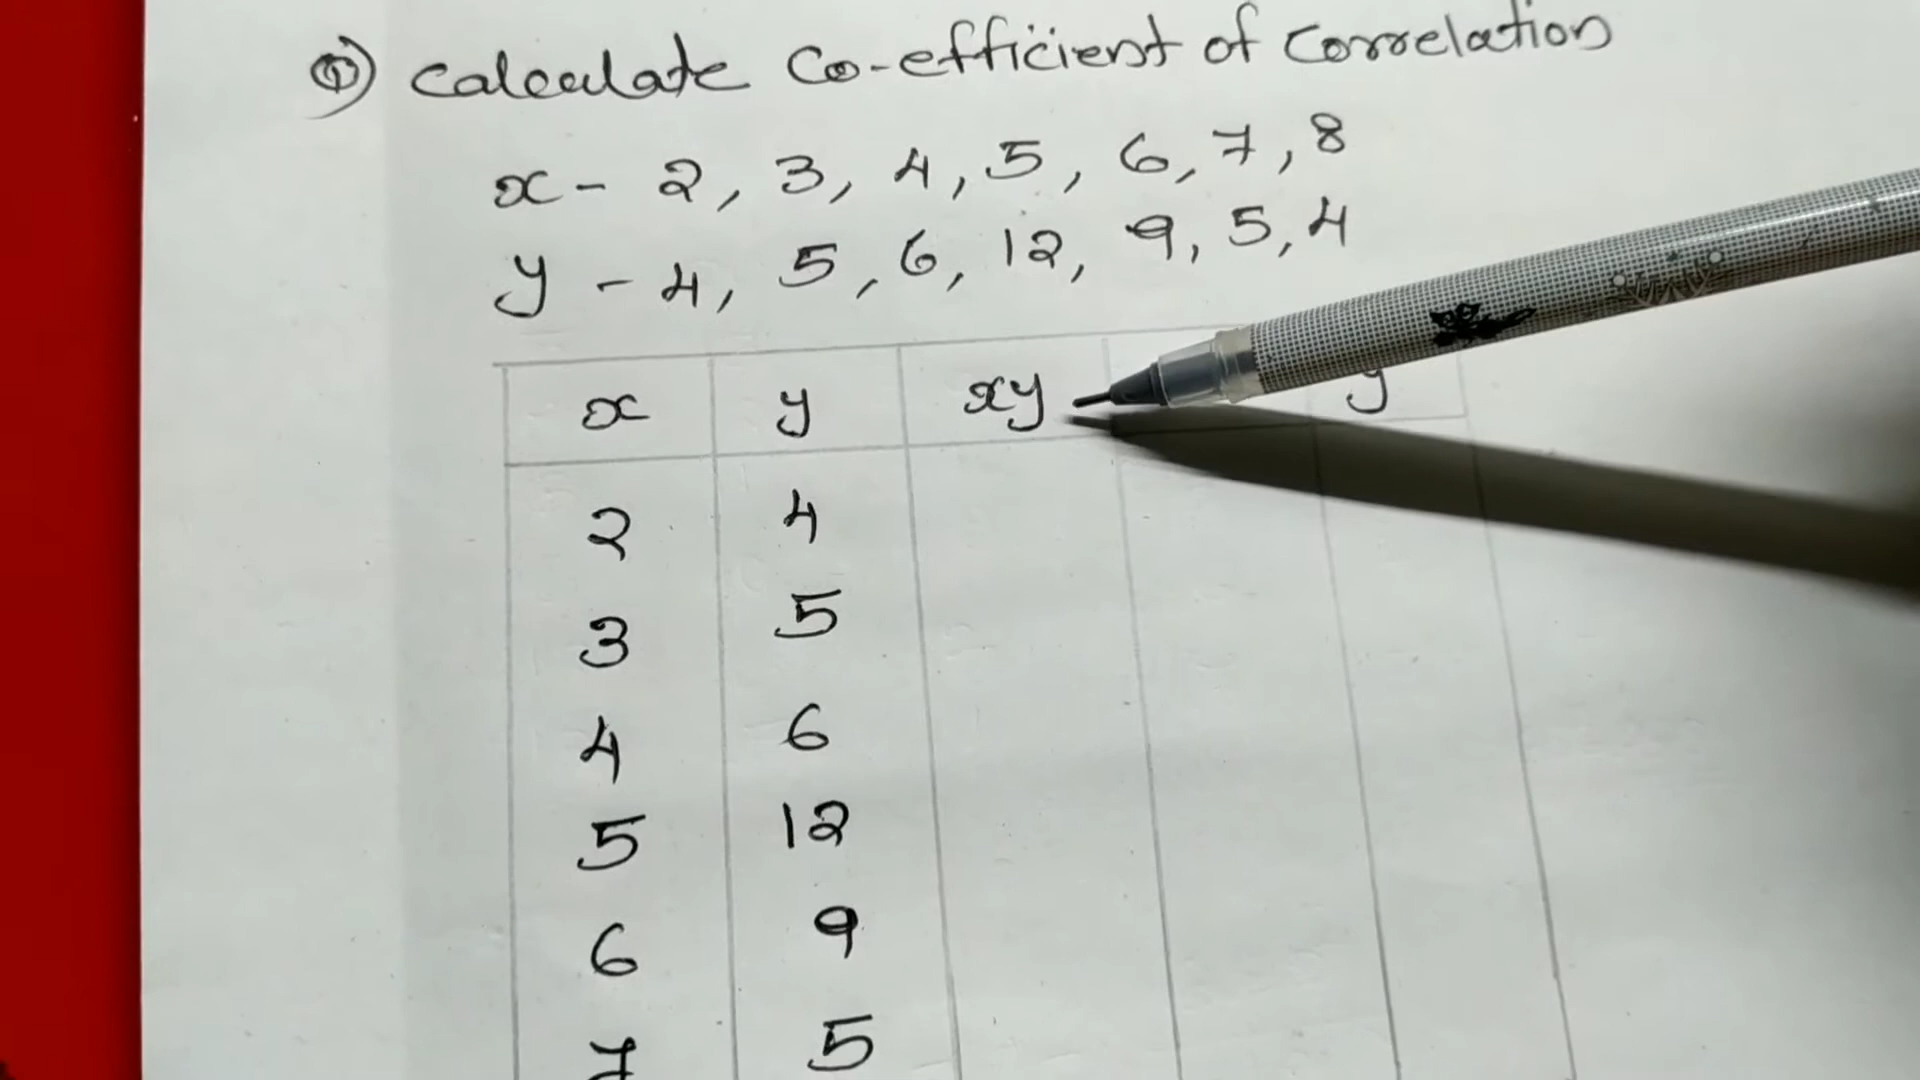 ① Calculate Co-efficient of Correlation
x - 2, 3, 4, 5, 6, 7, 8
y - 4, 5, 6, 12, 9, 5, 4
x y xy y
2 4
3 5
4 6
5 12
6 9
7 5